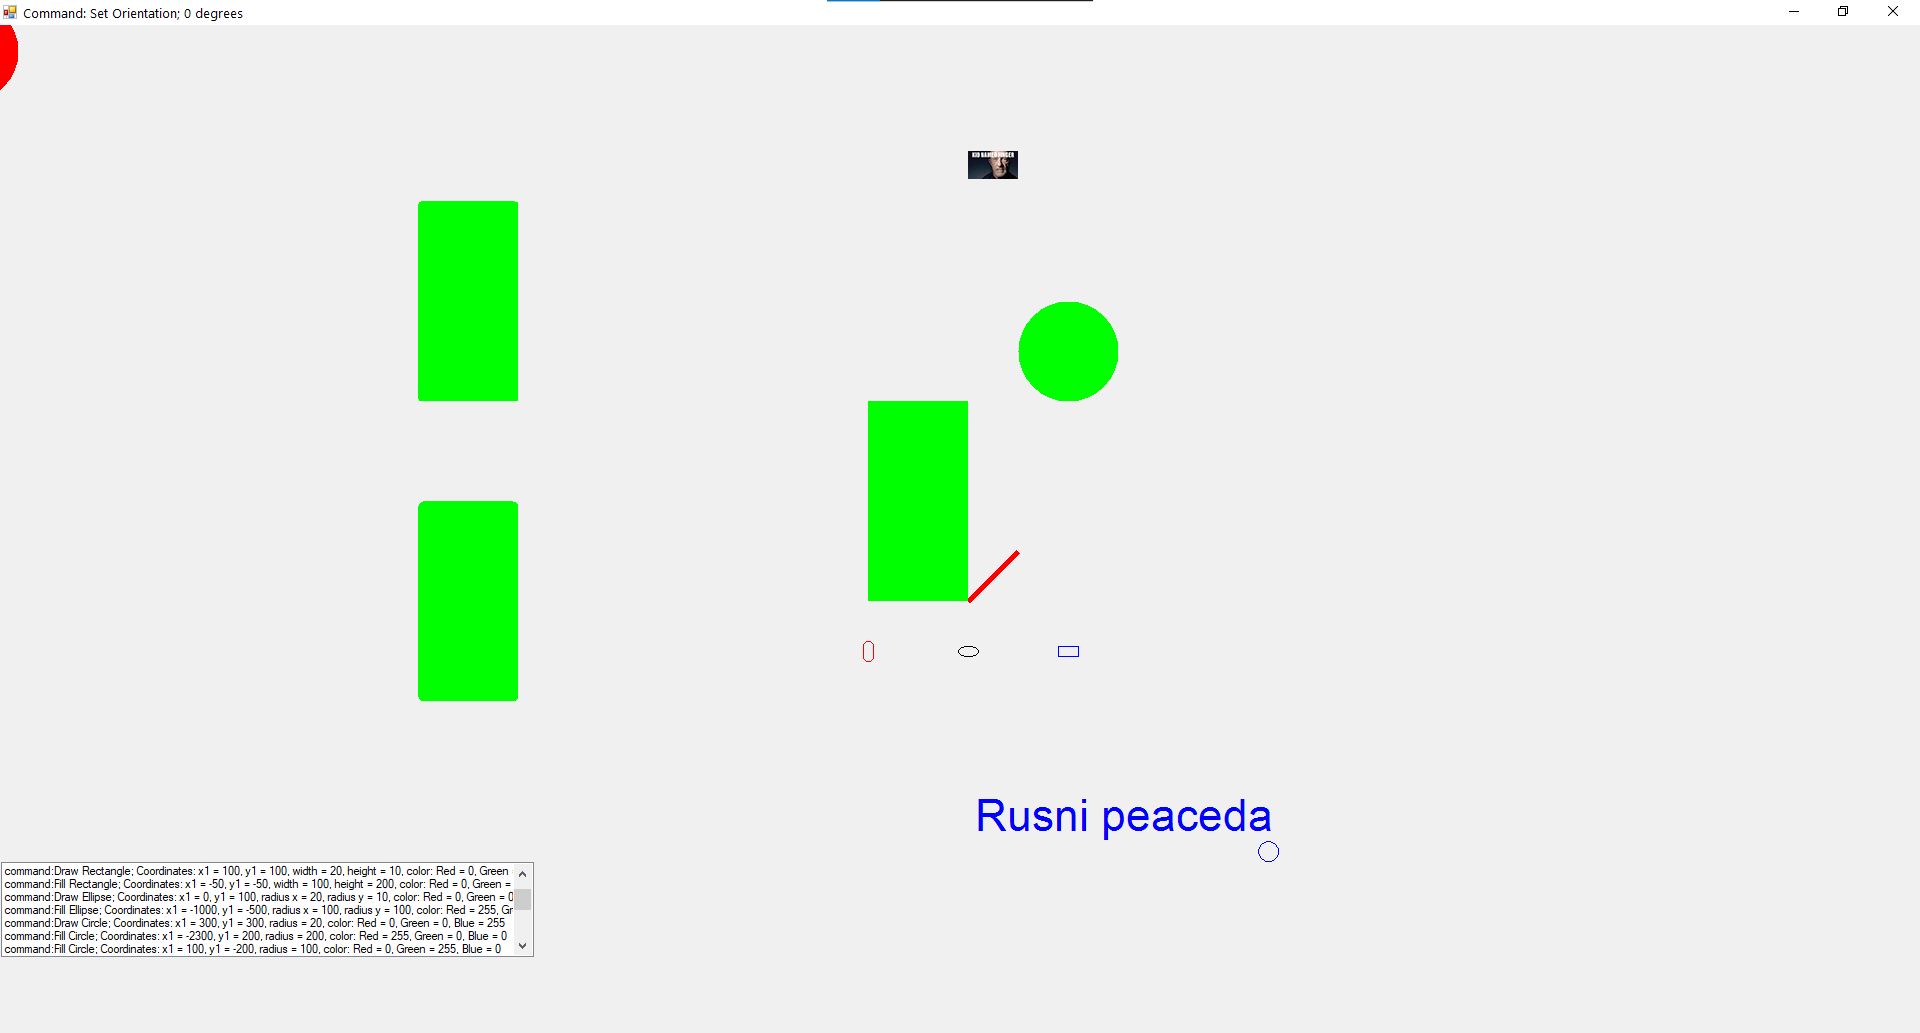 Command: Set Orientation; 0 degrees
KID NAMED FINGER
Rusni peaceda
command:Draw Rectangle; Coordinates: x1 = 100, y1 = 100, width = 20, height = 10, color: Red = 0, Green
command:Fill Rectangle; Coordinates: x1 = -50, y1 = -50, width = 100, height = 200, color: Red = 0, Green =
command:Draw Ellipse; Coordinates: x1 = 0, y1 = 100, radius x = 20, radius y = 10, color: Red = 0, Green = 0
command:Fill Ellipse; Coordinates: x1 = -1000, y1 = -500, radius x = 100, radius y = 100, color: Red = 255, Gr
command:Draw Circle; Coordinates: x1 = 300, y1 = 300, radius = 20, color: Red = 0, Green = 0, Blue = 255
command:Fill Circle; Coordinates: x1 = -2300, y1 = 200, radius = 200, color: Red = 255, Green = 0, Blue = 0
command:Fill Circle; Coordinates: x1 = 100, y1 = -200, radius = 100, color: Red = 0, Green = 255, Blue = 0